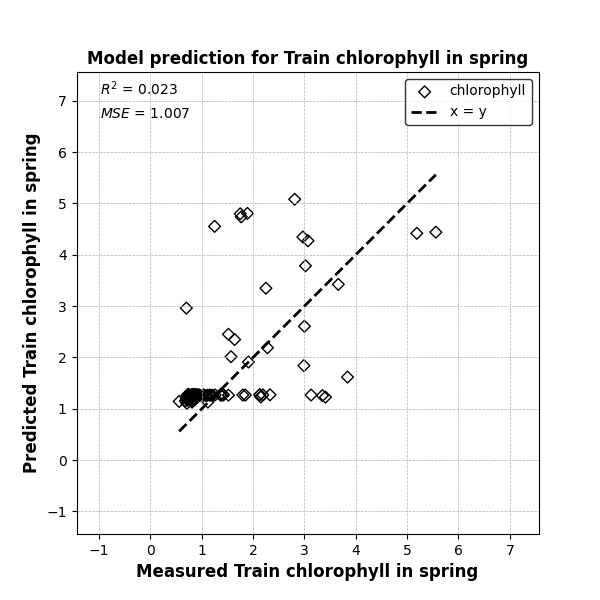 Model prediction for Train chlorophyll in spring
R² = 0.023
MSE = 1.007
chlorophyll
x = y
7
6
5
4
3
2
1
0
−1
Predicted Train chlorophyll in spring
−1 0 1 2 3 4 5 6 7
Measured Train chlorophyll in spring